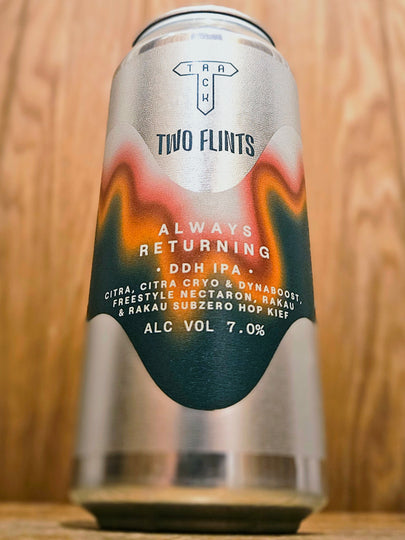 TRACK
TWO FLINTS
ALWAYS
RETURNING
• DDH IPA •
CITRA, CITRA CRYO & DYNABOOST,
FREESTYLE NECTARON, RAKAU
& RAKAU SUBZERO HOP KIEF
ALC VOL 7.0%